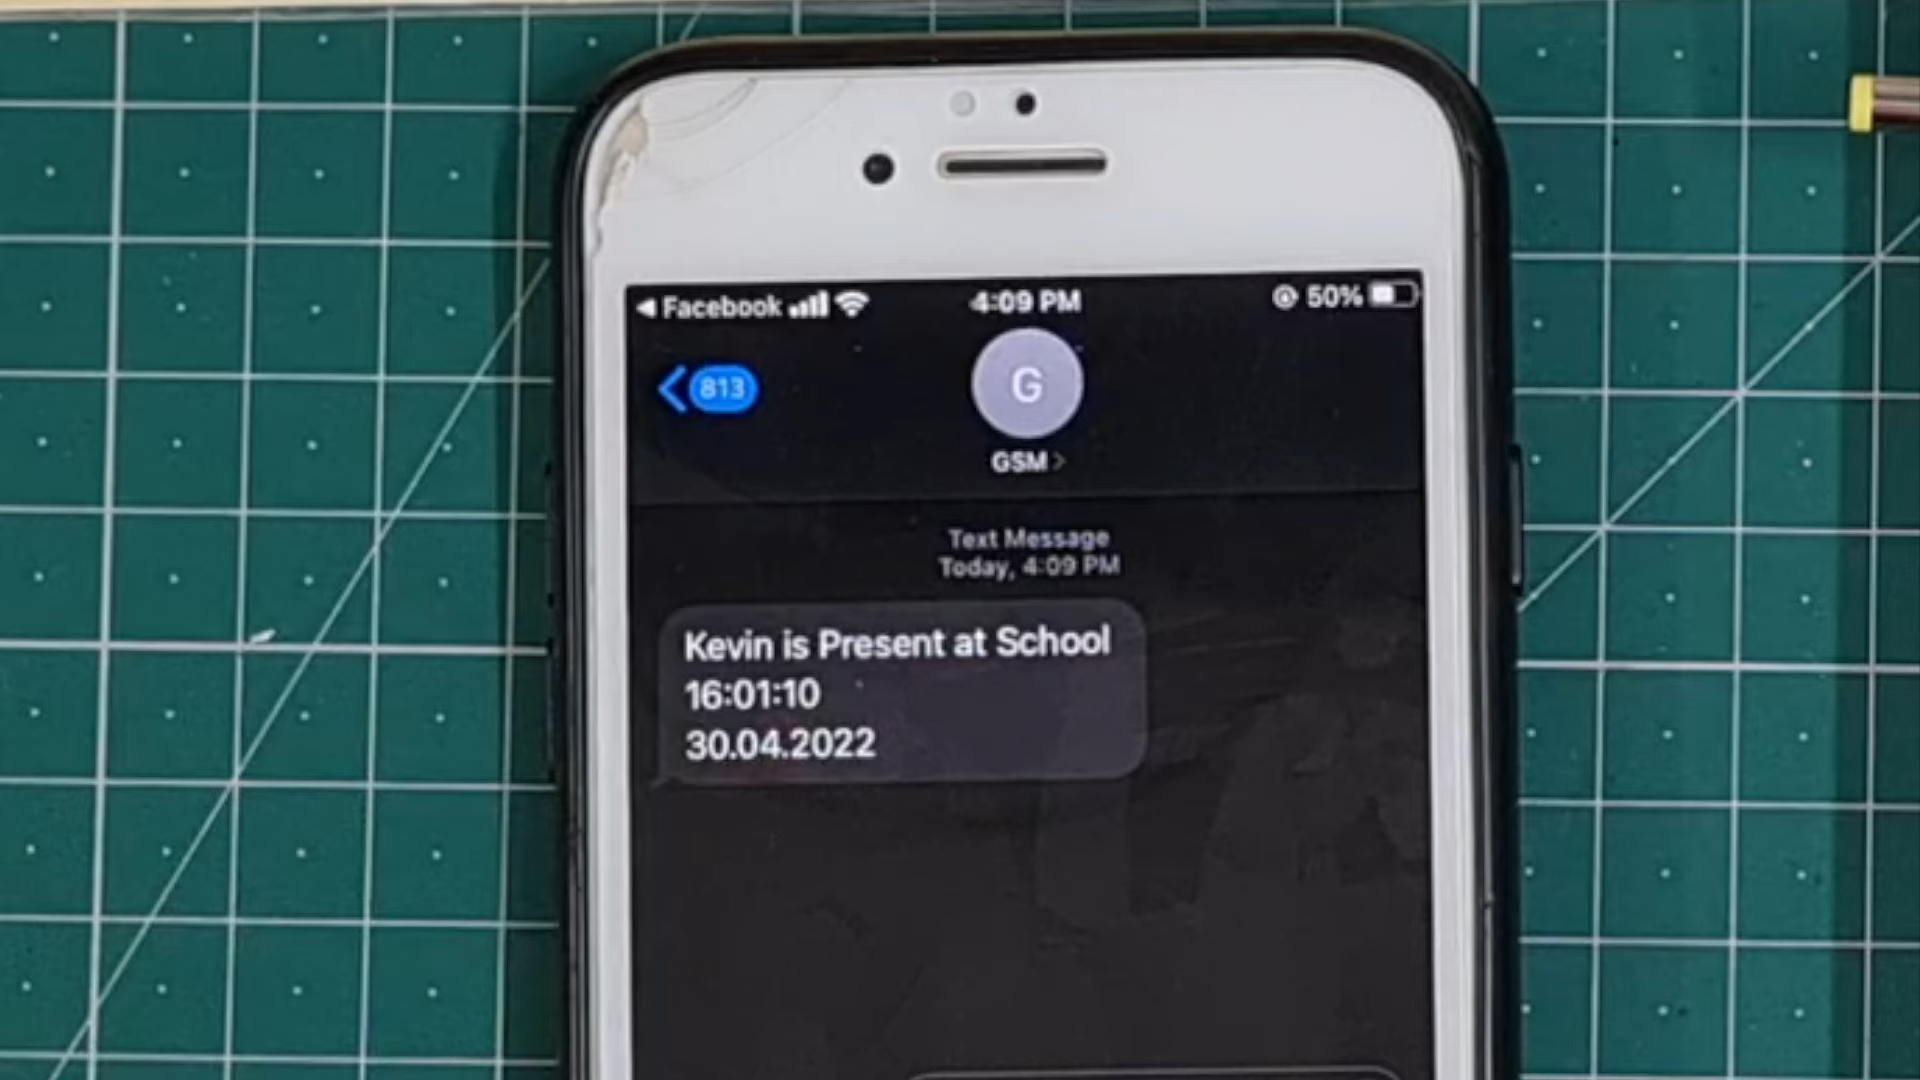 Facebook 4:09 PM 50%
813
G
GSM
Text Message
Today, 4:09 PM
Kevin is Present at School
16:01:10
30.04.2022